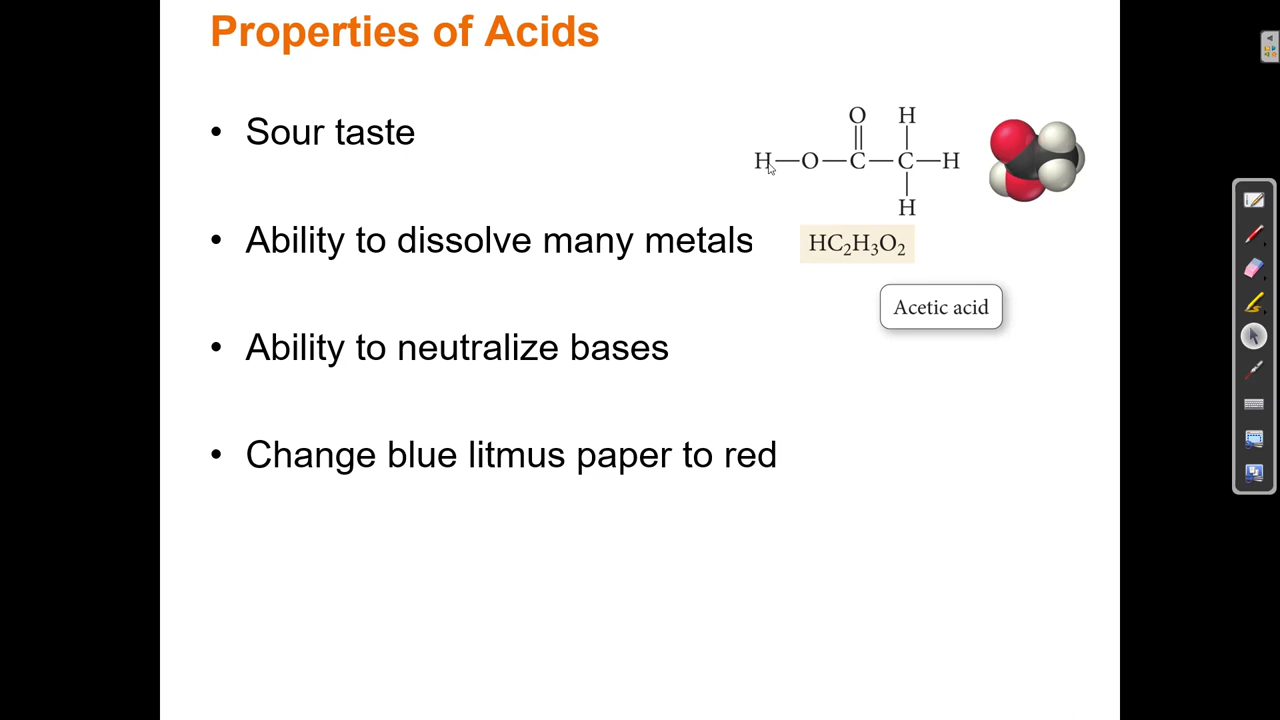 Properties of Acids
• Sour taste
• Ability to dissolve many metals
• Ability to neutralize bases
• Change blue litmus paper to red
O H
H—O—C—C—H
H
HC₂H₃O₂
Acetic acid